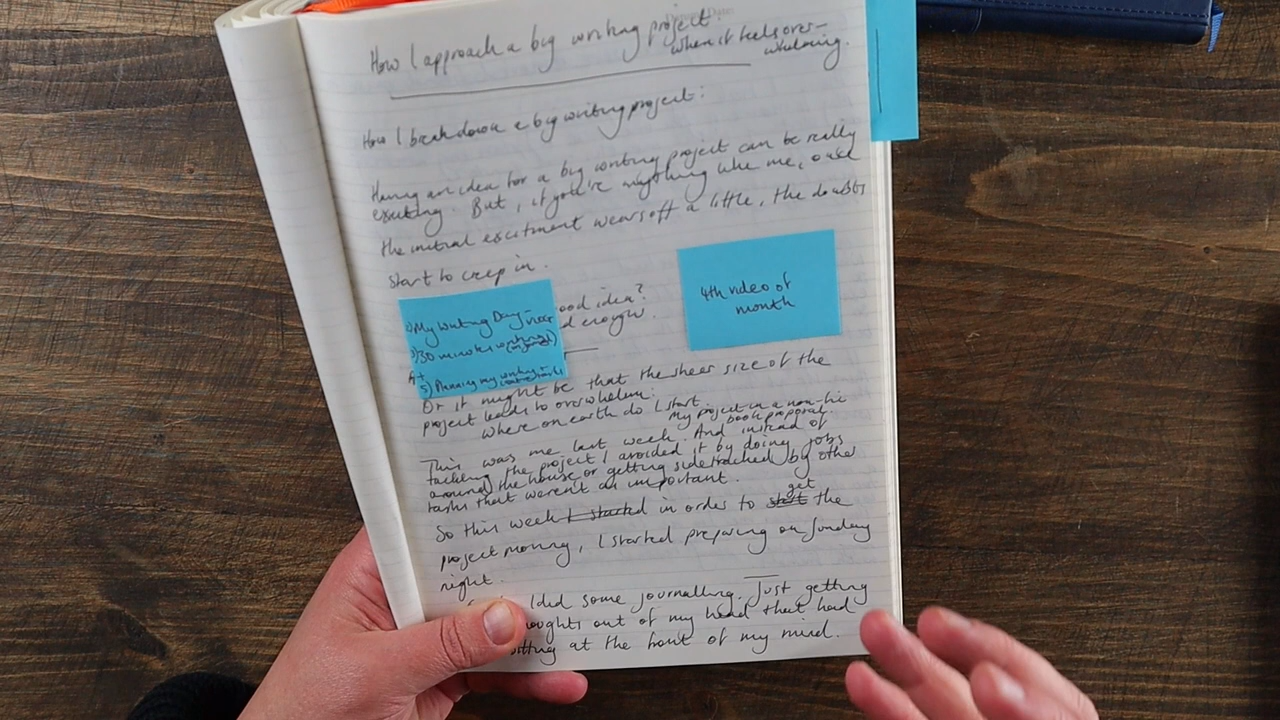 How I approach a big writing project.
when it feels over-
whelming.
How I break down a big writing project:
Having an idea for a big writing project can be really
exciting. But, if you're anything like me, once
the initial excitment wears off a little, the doubts
start to creep in.
ood idea?
d enough.
1) My Writing Day -
3) 30 minutes writing
5) Planning my writing -
4th video of
month
Or it might be that the sheer size of the
project leads to overwhelm.
Where on earth do I start.
My project is a non-fic
book proposal.
This was me last week. And instead of
tackling the project I avoided it by doing jobs
around the house or getting sidetracked by other
tasks that weren't as important.
So this week I started in order to start get the
project moving, I started preparing on Sunday
night.
I did some journalling. Just getting
oughts out of my head that had
sitting at the front of my mind.